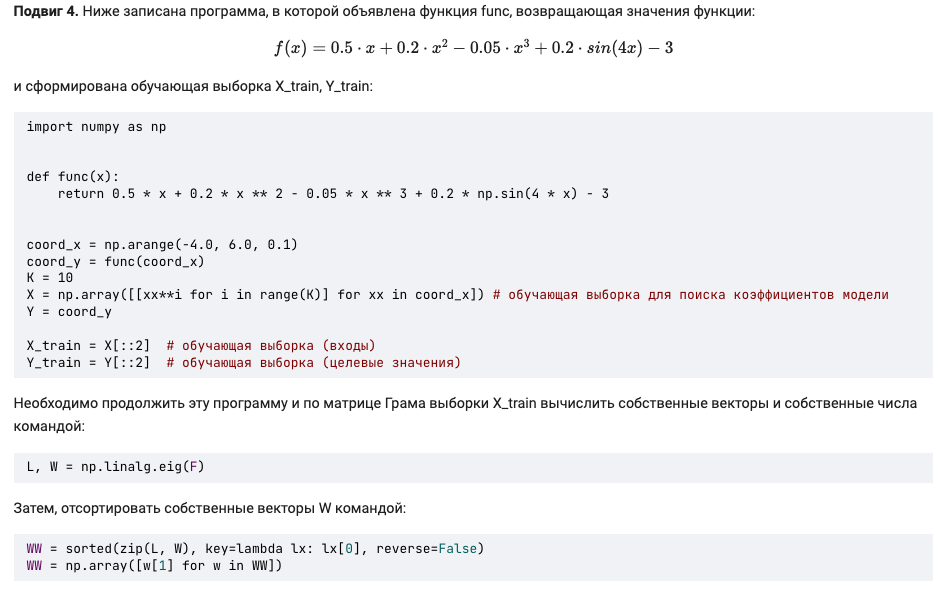 Подвиг 4. Ниже записана программа, в которой объявлена функция func, возвращающая значения функции:
f(x) = 0.5 · x + 0.2 · x² − 0.05 · x³ + 0.2 · sin(4x) − 3
и сформирована обучающая выборка X_train, Y_train:
import numpy as np
def func(x):
    return 0.5 * x + 0.2 * x ** 2 - 0.05 * x ** 3 + 0.2 * np.sin(4 * x) - 3
coord_x = np.arange(-4.0, 6.0, 0.1)
coord_y = func(coord_x)
K = 10
X = np.array([[xx**i for i in range(K)] for xx in coord_x]) # обучающая выборка для поиска коэффициентов модели
Y = coord_y
X_train = X[::2]  # обучающая выборка (входы)
Y_train = Y[::2]  # обучающая выборка (целевые значения)
Необходимо продолжить эту программу и по матрице Грама выборки X_train вычислить собственные векторы и собственные числа
командой:
L, W = np.linalg.eig(F)
Затем, отсортировать собственные векторы W командой:
WW = sorted(zip(L, W), key=lambda lx: lx[0], reverse=False)
WW = np.array([w[1] for w in WW])